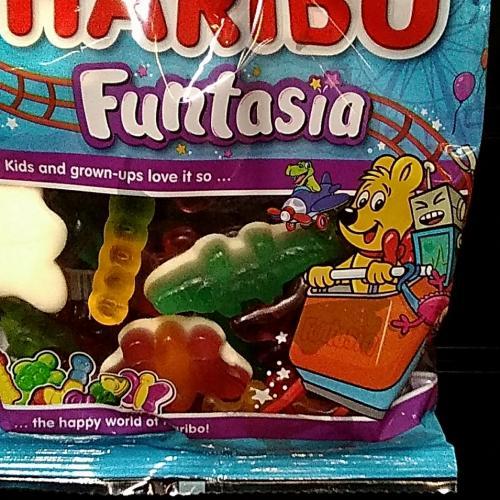 HARIBO
Funtasia
Kids and grown-ups love it so ...
... the happy world of
ribo!